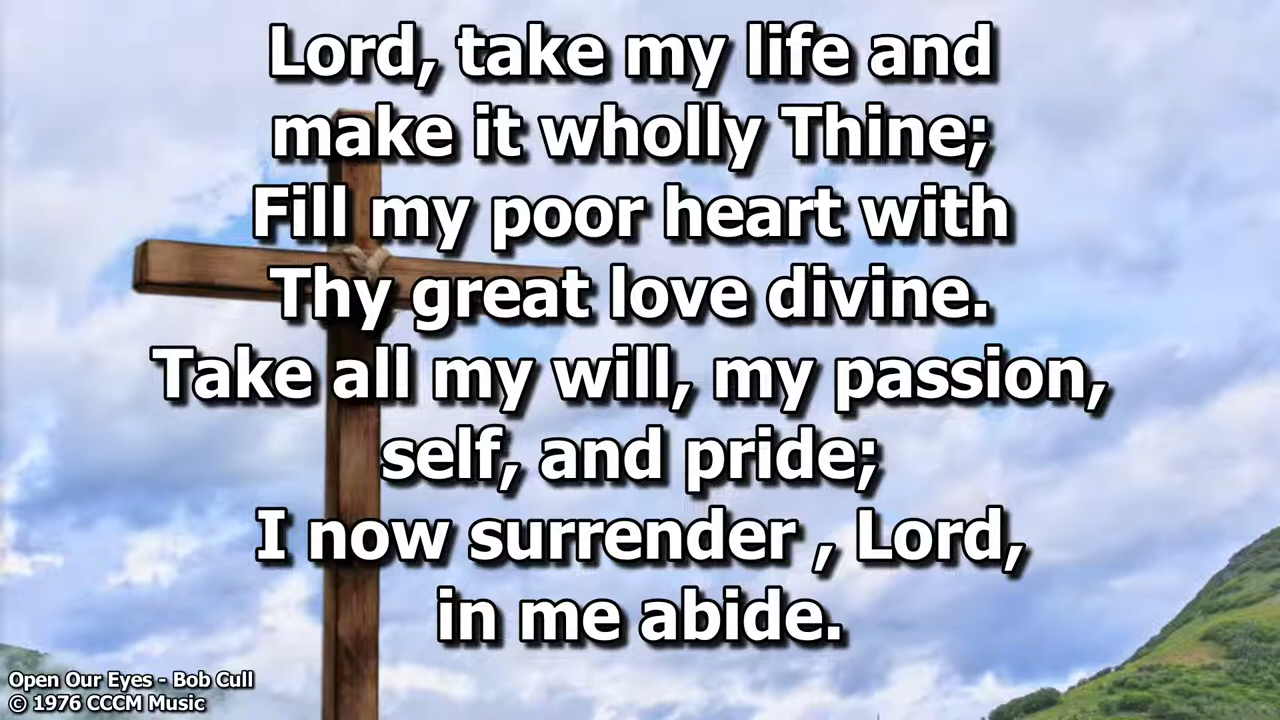 Lord, take my life and
make it wholly Thine;
Fill my poor heart with
Thy great love divine.
Take all my will, my passion,
self, and pride;
I now surrender , Lord,
in me abide.
Open Our Eyes - Bob Cull
© 1976 CCCM Music